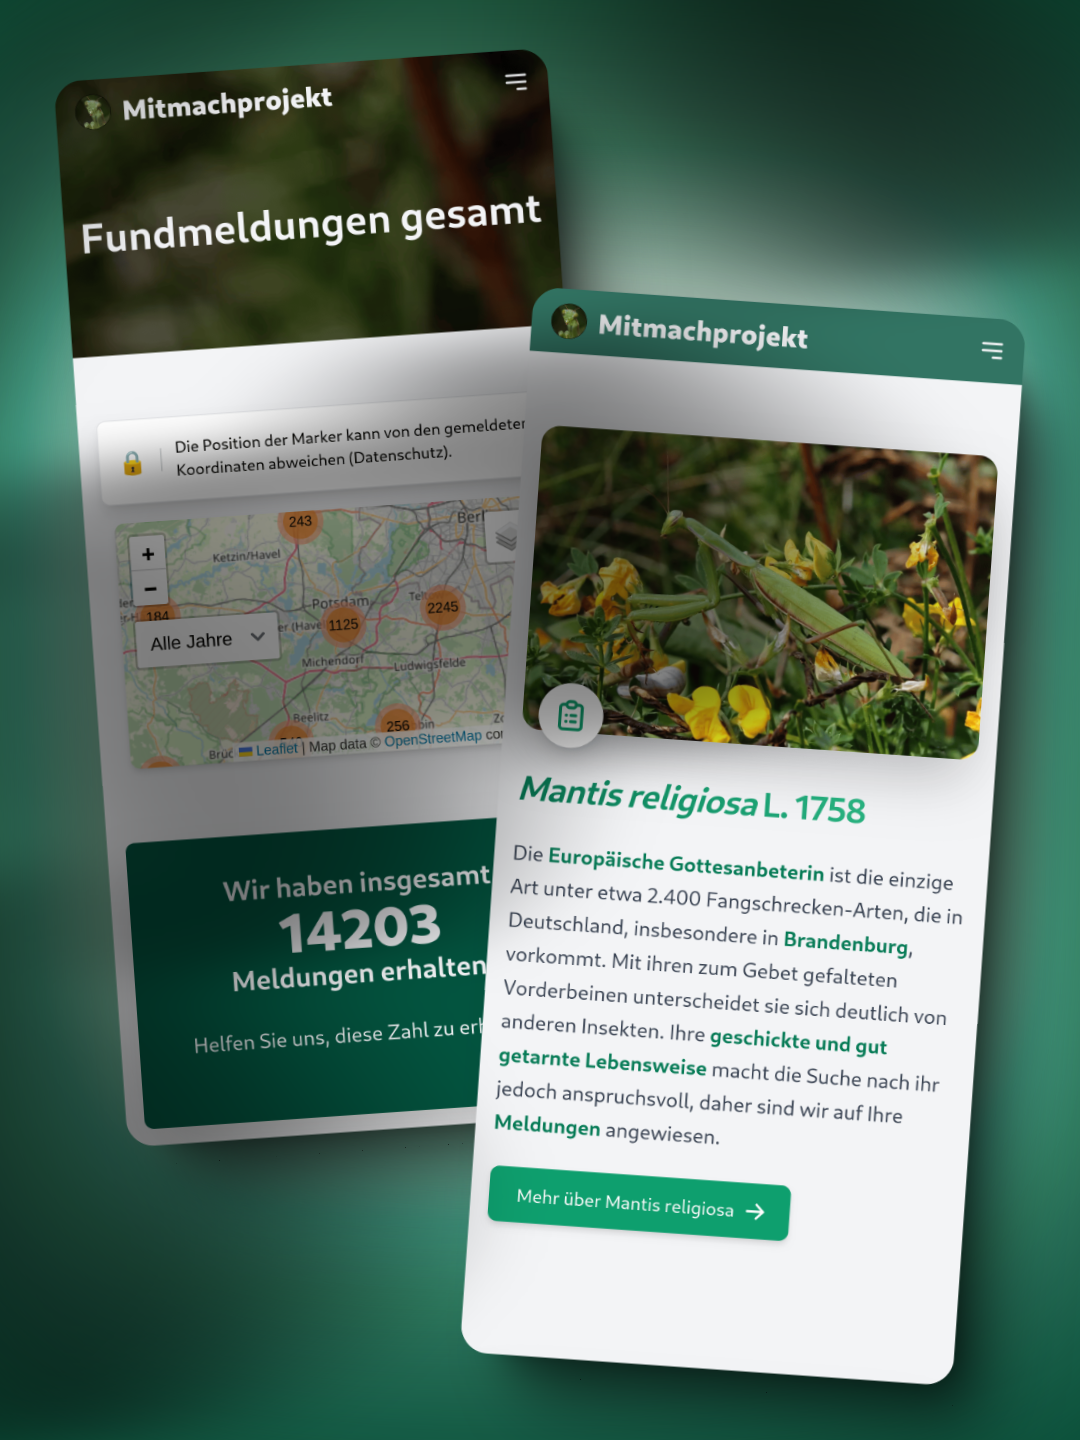 Mitmachprojekt
Fundmeldungen gesamt
Die Position der Marker kann von den gemeldeten
Koordinaten abweichen (Datenschutz).
243
Ketzin/Havel
+
−
184
Potsdam
2245
1125
Alle Jahre
Michendorf
Ludwigsfelde
Beelitz
256
Leaflet | Map data © OpenStreetMap
Wir haben insgesamt
14203
Meldungen erhalten
Helfen Sie uns, diese Zahl zu
Mitmachprojekt
Mantis religiosa L. 1758
Die Europäische Gottesanbeterin ist die einzige
Art unter etwa 2.400 Fangschrecken-Arten, die in
Deutschland, insbesondere in Brandenburg,
vorkommt. Mit ihren zum Gebet gefalteten
Vorderbeinen unterscheidet sie sich deutlich von
anderen Insekten. Ihre geschickte und gut
getarnte Lebensweise macht die Suche nach ihr
jedoch anspruchsvoll, daher sind wir auf Ihre
Meldungen angewiesen.
Mehr über Mantis religiosa →